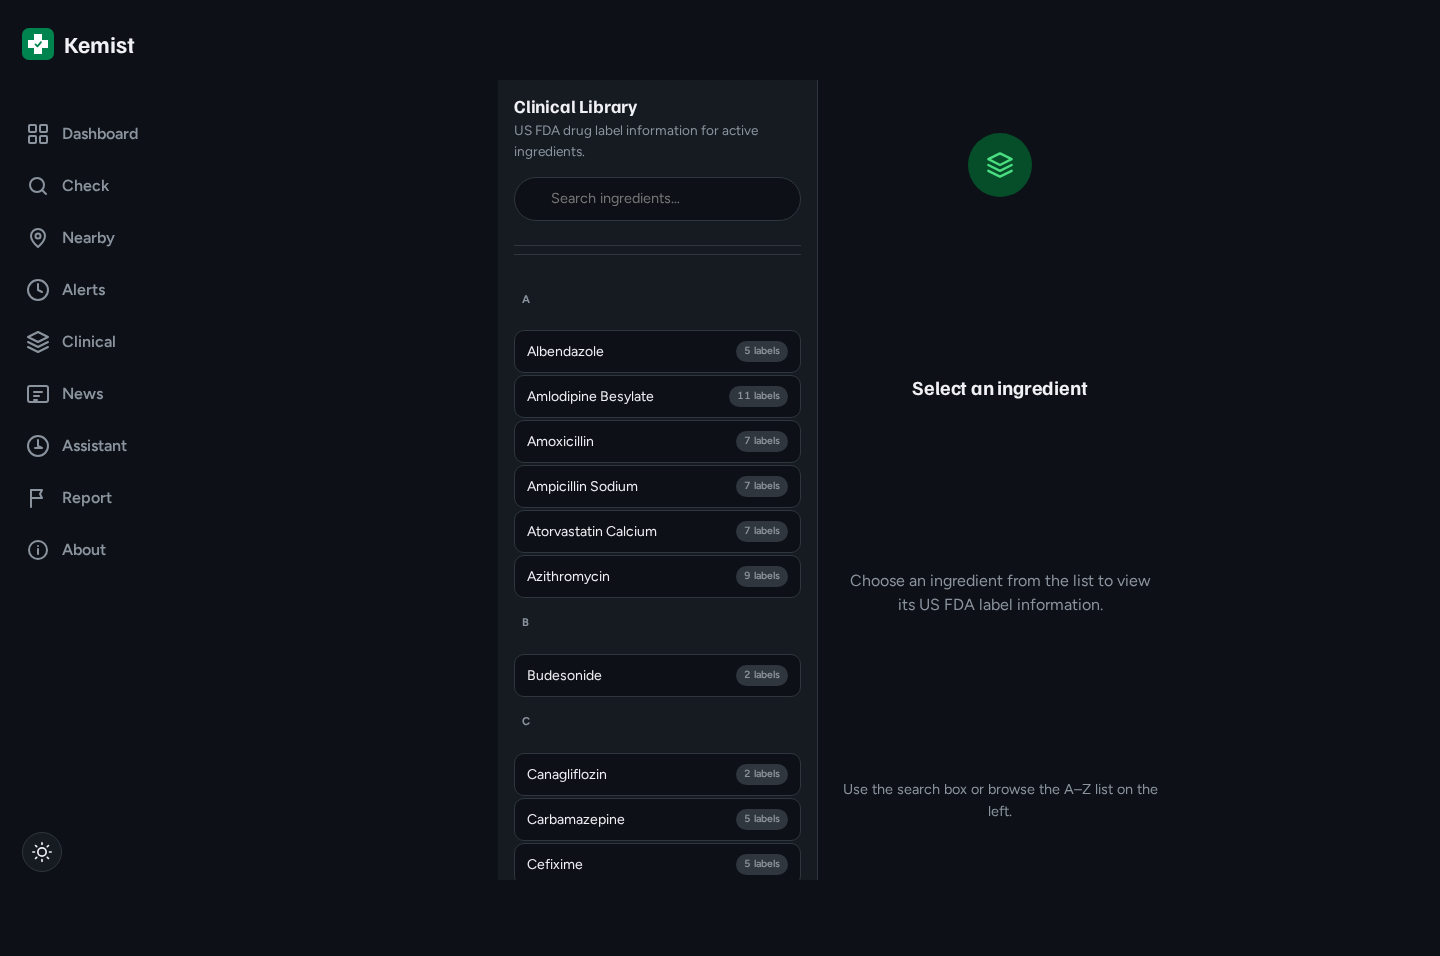 Kemist
Dashboard
Check
Nearby
Alerts
Clinical
News
Assistant
Report
About
Clinical Library
US FDA drug label information for active
ingredients.
Search ingredients...
A
Albendazole 5 labels
Amlodipine Besylate 11 labels
Amoxicillin 7 labels
Ampicillin Sodium 7 labels
Atorvastatin Calcium 7 labels
Azithromycin 9 labels
B
Budesonide 2 labels
C
Canagliflozin 2 labels
Carbamazepine 5 labels
Cefixime 5 labels
Select an ingredient
Choose an ingredient from the list to view
its US FDA label information.
Use the search box or browse the A–Z list on the
left.